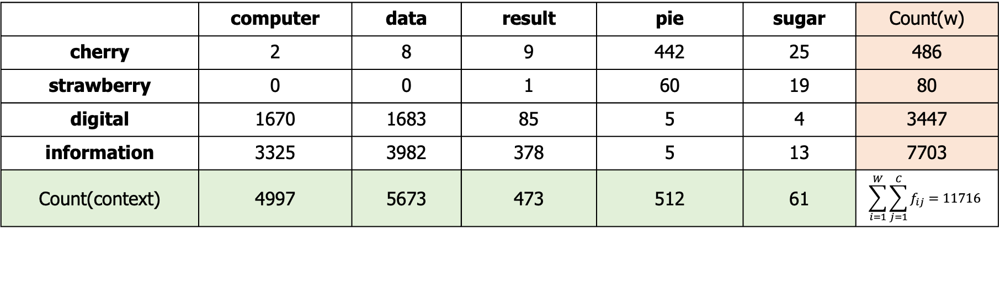 computer data result pie sugar Count(w)
cherry 2 8 9 442 25 486
strawberry 0 0 1 60 19 80
digital 1670 1683 85 5 4 3447
information 3325 3982 378 5 13 7703
Count(context) 4997 5673 473 512 61 \sum_{i=1}^{W} \sum_{j=1}^{C} f_{ij} = 11716